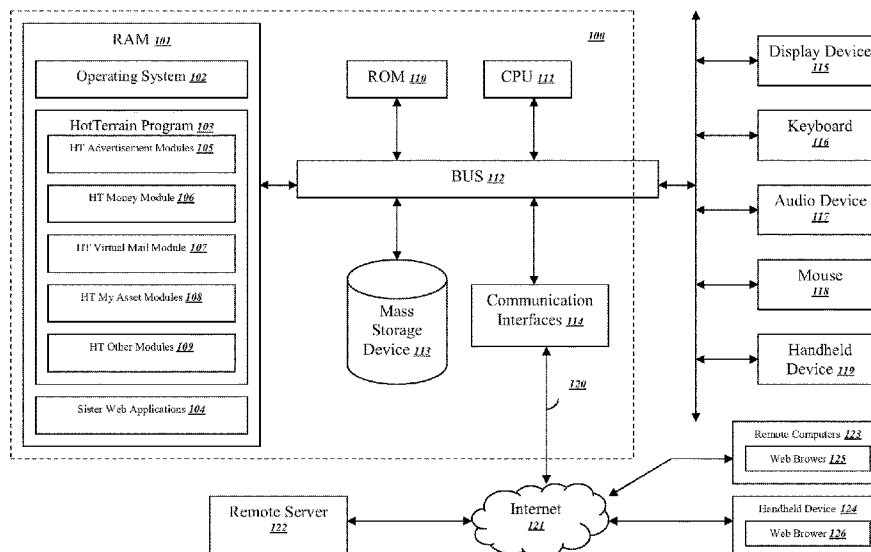 RAM 101
Operating System 102
HotTerrain Program 103
HT Advertisement Modules 105
HT Money Module 106
HT Virtual Mail Module 107
HT My Asset Modules 108
HT Other Modules 109
Sister Web Applications 104
100
ROM 110
CPU 111
BUS 112
Mass
Storage
Device 113
Communication
Interfaces 114
120
Display Device
115
Keyboard
116
Audio Device
117
Mouse
118
Handheld
Device 119
Remote Computers 123
Web Brower 125
Remote Server
122
Internet
121
Handheld Device 124
Web Brower 126